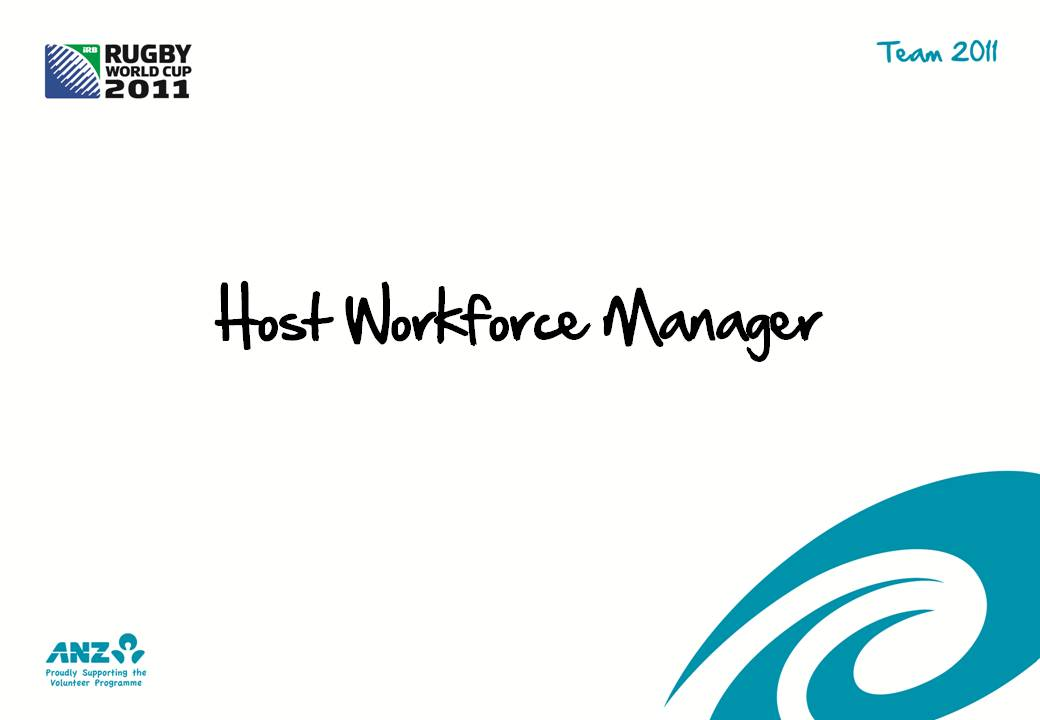 iRB
RUGBY
WORLD CUP
2011
Team 2011
Host Workforce Manager
ANZ
Proudly Supporting the
Volunteer Programme